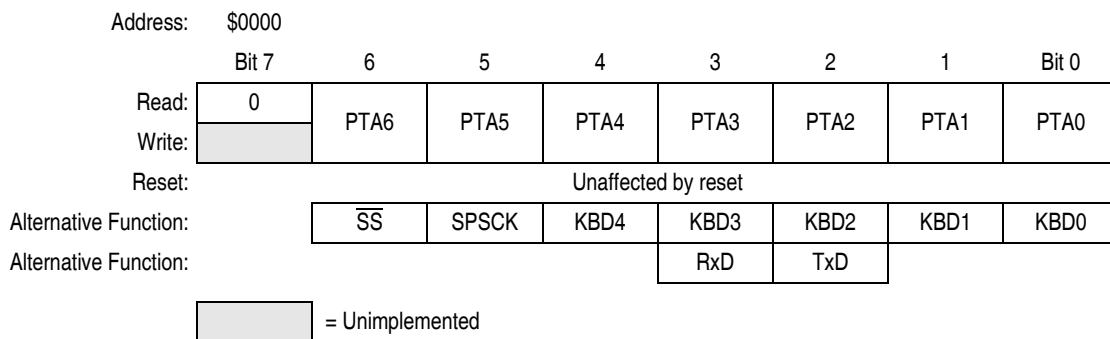 Address: $0000
Bit 7 6 5 4 3 2 1 Bit 0
Read: 0 PTA6 PTA5 PTA4 PTA3 PTA2 PTA1 PTA0
Write:
Reset: Unaffected by reset
Alternative Function: S̅S̅ SPSCK KBD4 KBD3 KBD2 KBD1 KBD0
Alternative Function: RxD TxD
= Unimplemented